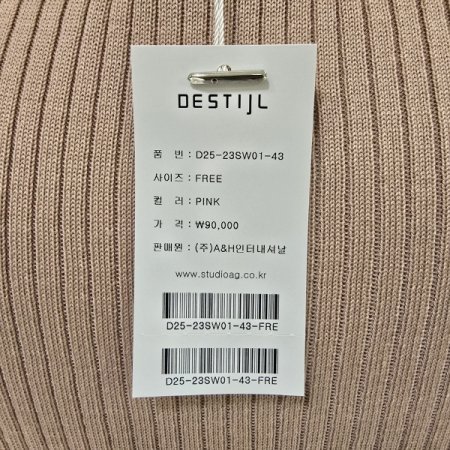 DESTIJL
품 번 : D25-23SW01-43
사이즈 : FREE
컬 러 : PINK
가 격 : ₩90,000
판매원 : (주)A&H인터내셔날
www.studioag.co.kr
D25-23SW01-43-FRE
D25-23SW01-43-FRE